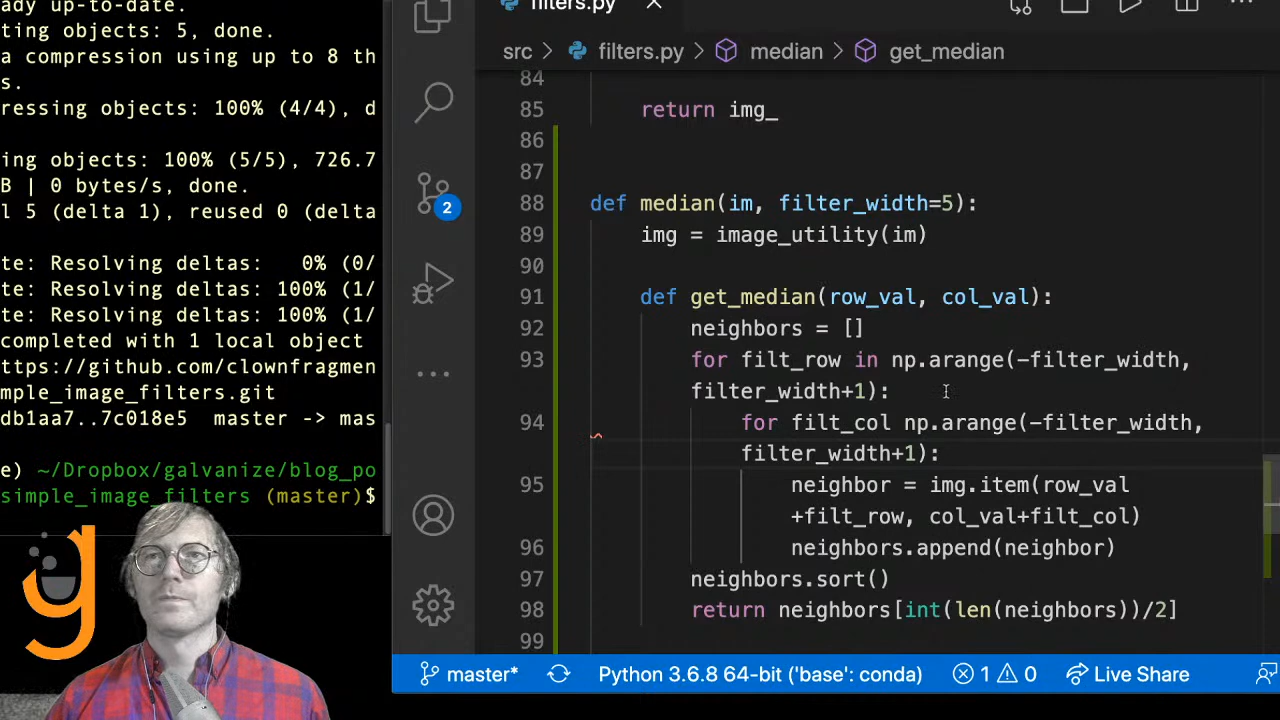 ady up-to-date.
ting objects: 5, done.
a compression using up to 8 th
s.
ressing objects: 100% (4/4), d
ing objects: 100% (5/5), 726.7
B | 0 bytes/s, done.
l 5 (delta 1), reused 0 (delta
te: Resolving deltas:   0% (0/
te: Resolving deltas: 100% (1/
te: Resolving deltas: 100% (1/
completed with 1 local object
ttps://github.com/clownfragmen
mple_image_filters.git
db1aa7..7c018e5  master -> mas
e) ~/Dropbox/galvanize/blog_po
simple_image_filters (master)$
g
2
filters.py
src > filters.py > median > get_median
84
85 return img_
86
87
88 def median(im, filter_width=5):
89 img = image_utility(im)
90
91 def get_median(row_val, col_val):
92 neighbors = []
93 for filt_row in np.arange(-filter_width,
filter_width+1):
94 for filt_col np.arange(-filter_width,
filter_width+1):
95 neighbor = img.item(row_val
+filt_row, col_val+filt_col)
96 neighbors.append(neighbor)
97 neighbors.sort()
98 return neighbors[int(len(neighbors))/2]
99
master* Python 3.6.8 64-bit ('base': conda) 1 0 Live Share